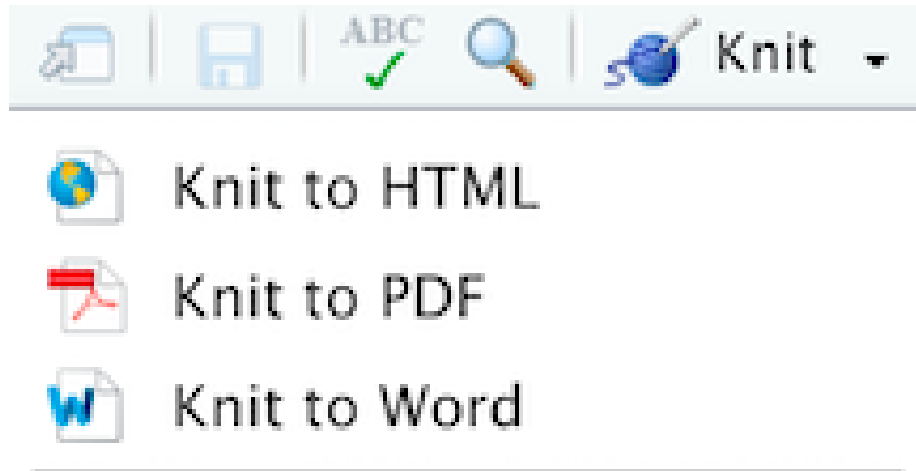 ABC Knit
Knit to HTML
Knit to PDF
Knit to Word